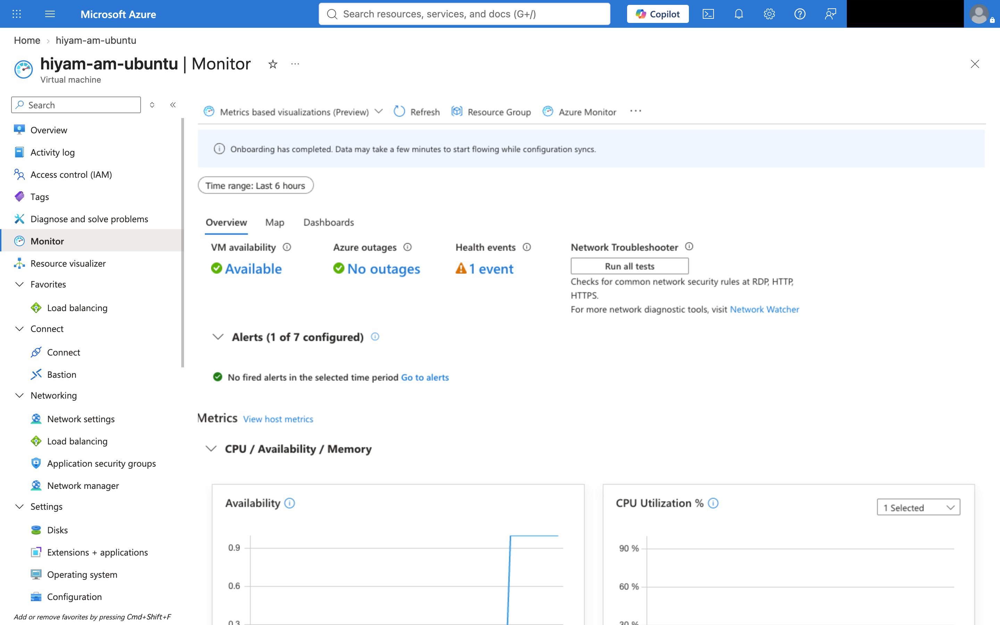 Microsoft Azure
Search resources, services, and docs (G+/)
Copilot
Home > hiyam-am-ubuntu
hiyam-am-ubuntu | Monitor
Virtual machine
Search
Overview
Activity log
Access control (IAM)
Tags
Diagnose and solve problems
Monitor
Resource visualizer
Favorites
Load balancing
Connect
Connect
Bastion
Networking
Network settings
Load balancing
Application security groups
Network manager
Settings
Disks
Extensions + applications
Operating system
Configuration
Add or remove favorites by pressing Cmd+Shift+F
Metrics based visualizations (Preview)
Refresh
Resource Group
Azure Monitor
Onboarding has completed. Data may take a few minutes to start flowing while configuration syncs.
Time range: Last 6 hours
Overview
Map
Dashboards
VM availability
Available
Azure outages
No outages
Health events
1 event
Network Troubleshooter
Run all tests
Checks for common network security rules at RDP, HTTP,
HTTPS.
For more network diagnostic tools, visit Network Watcher
Alerts (1 of 7 configured)
No fired alerts in the selected time period Go to alerts
Metrics View host metrics
CPU / Availability / Memory
Availability
0.9
0.6
0.3
CPU Utilization %
1 Selected
90 %
60 %
30 %